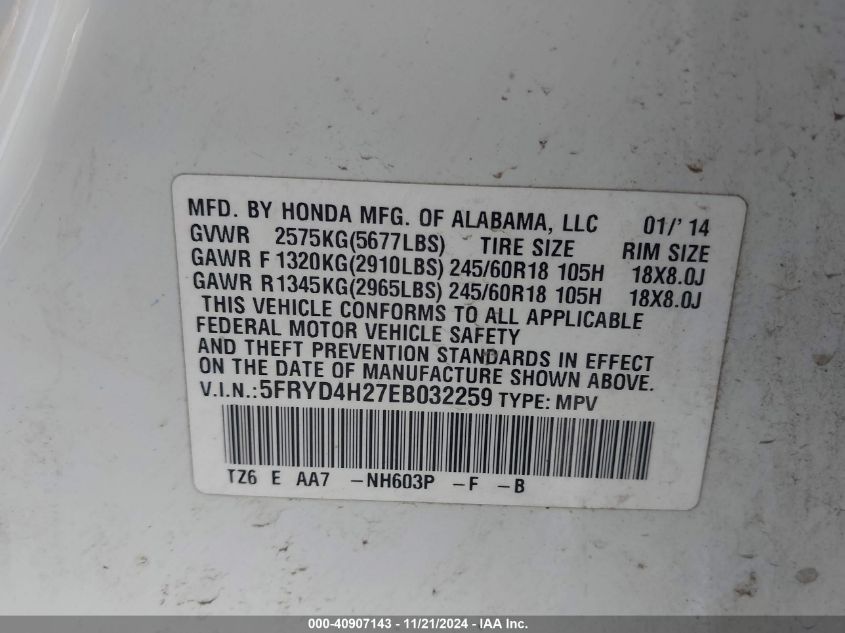 MFD. BY HONDA MFG. OF ALABAMA, LLC 01/'14
GVWR 2575KG(5677LBS) TIRE SIZE RIM SIZE
GAWR F 1320KG(2910LBS) 245/60R18 105H 18X8.0J
GAWR R 1345KG(2965LBS) 245/60R18 105H 18X8.0J
THIS VEHICLE CONFORMS TO ALL APPLICABLE
FEDERAL MOTOR VEHICLE SAFETY
AND THEFT PREVENTION STANDARDS IN EFFECT
ON THE DATE OF MANUFACTURE SHOWN ABOVE.
V.I.N.:5FRYD4H27EB032259 TYPE: MPV
TZ6 E AA7 -NH603P -F -B
000-40907143 - 11/21/2024 - IAA Inc.